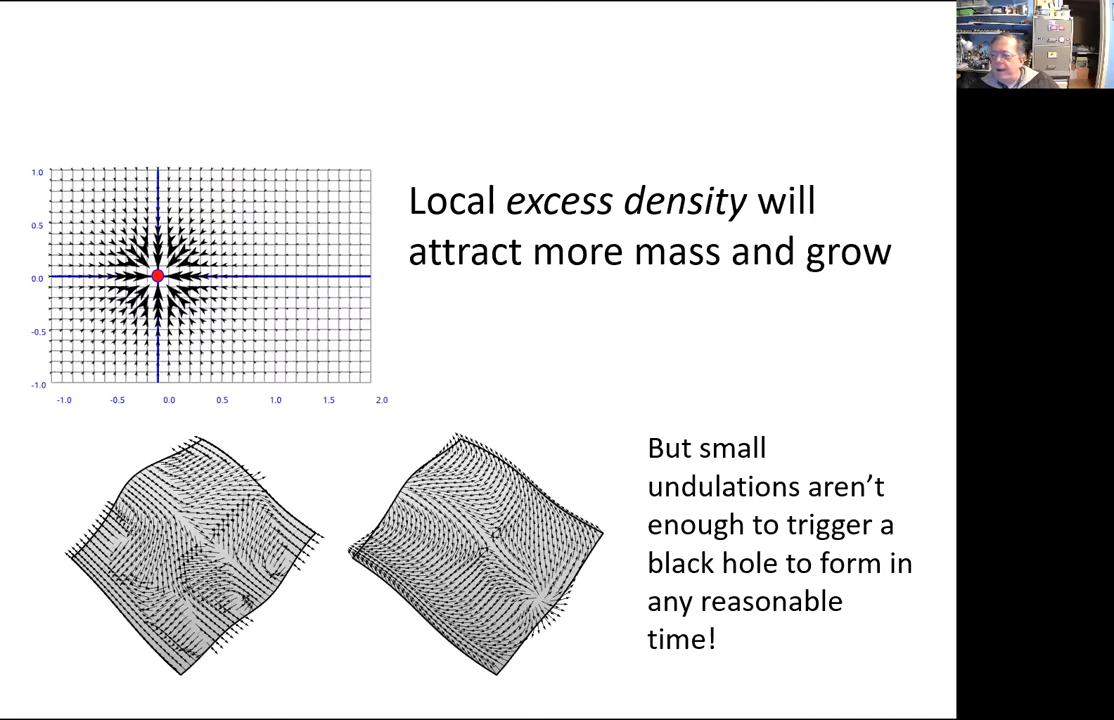 Local excess density will
attract more mass and grow
1.0
0.5
0.0
-0.5
-1.0
-1.0 -0.5 0.0 0.5 1.0 1.5 2.0
But small
undulations aren’t
enough to trigger a
black hole to form in
any reasonable
time!